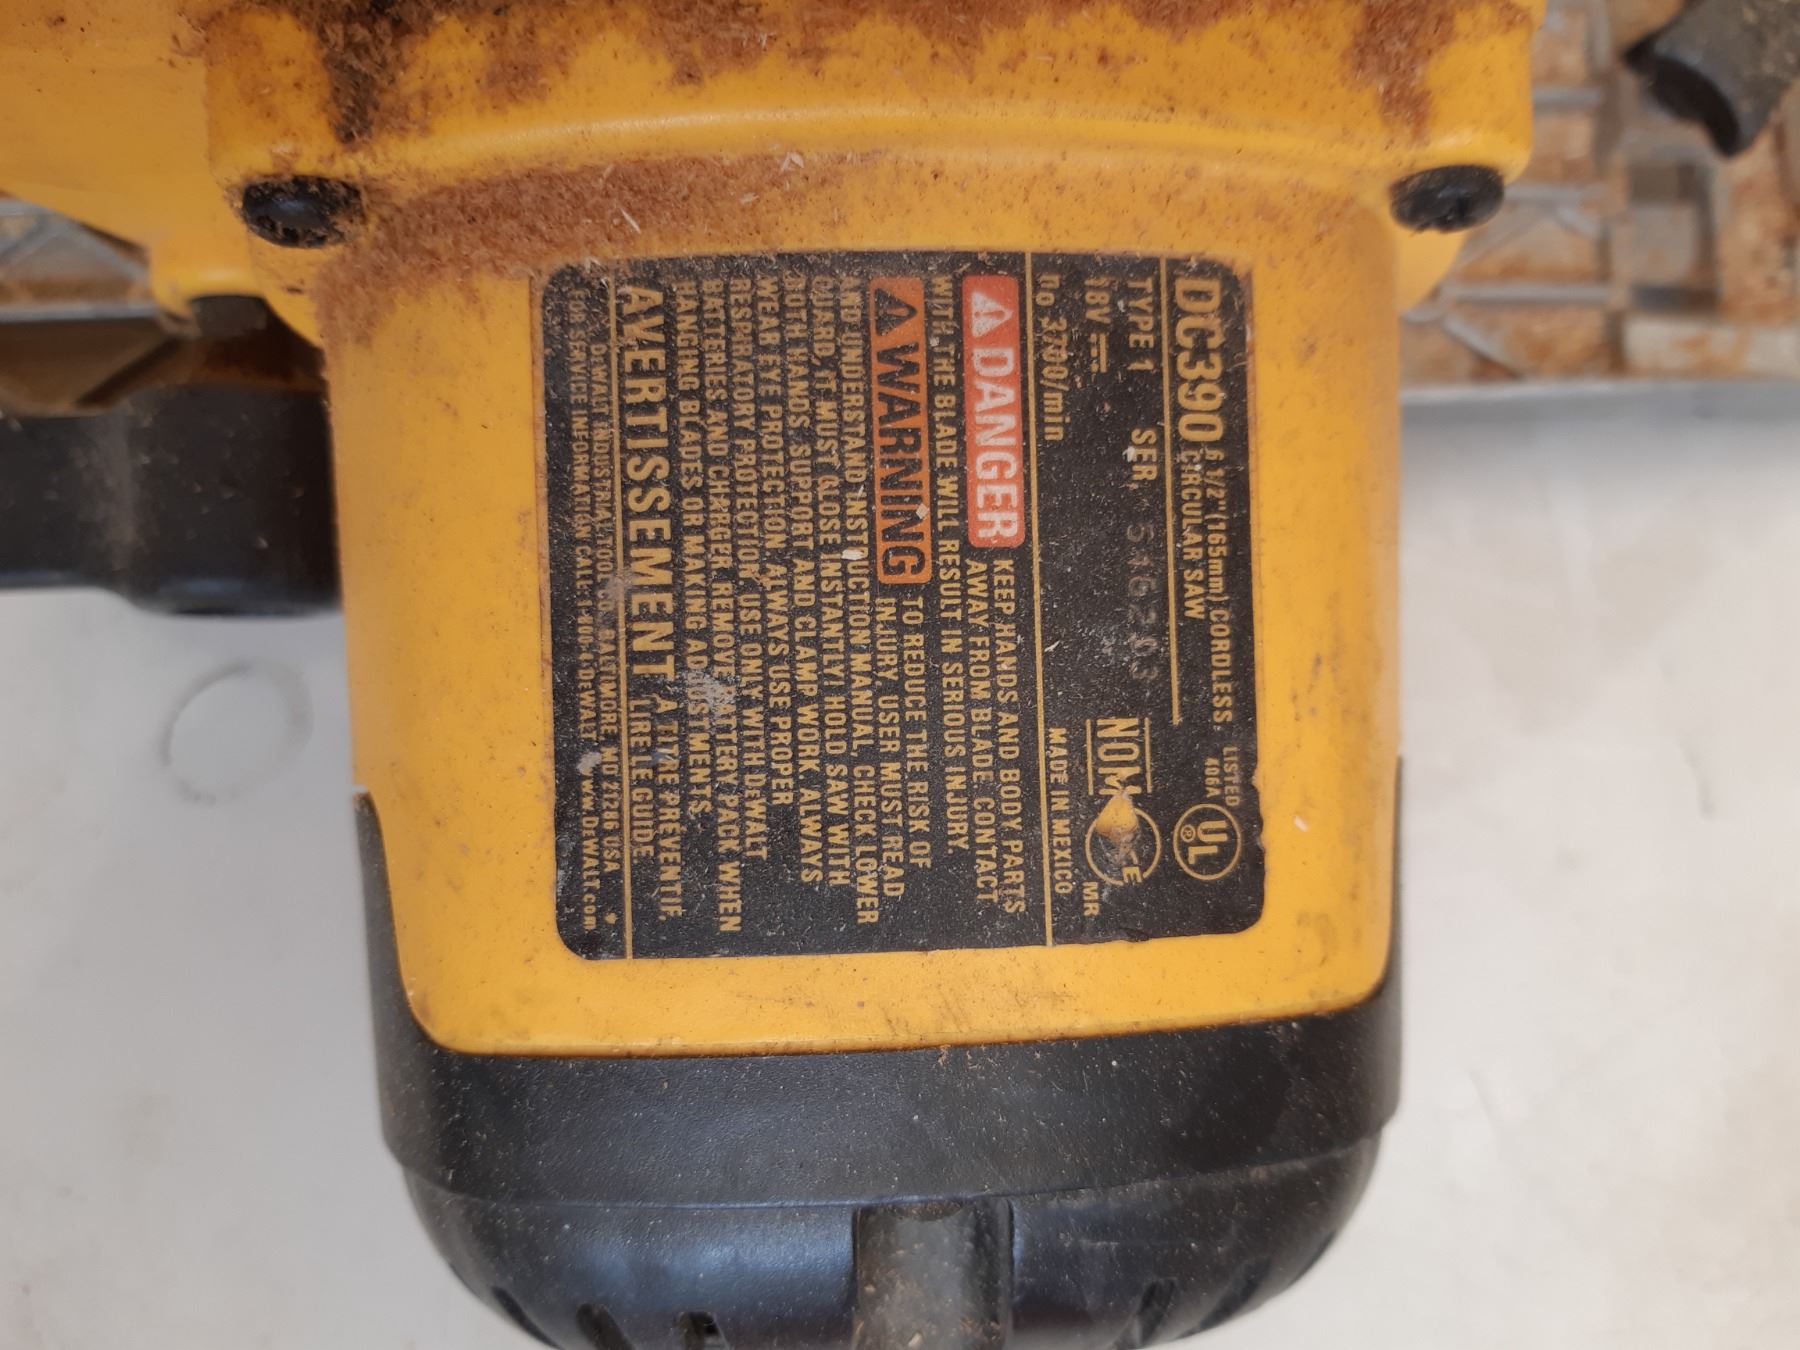 DC390 6 1/2"(165mm) CORDLESS
CIRCULAR SAW
LISTED
406A
UL
TYPE 1 SER. 546203
18V
NOM
MR
no 3700/min
MADE IN MEXICO
DANGER KEEP HANDS AND BODY PARTS
AWAY FROM BLADE. CONTACT
WITH THE BLADE WILL RESULT IN SERIOUS INJURY
WARNING TO REDUCE THE RISK OF
INJURY, USER MUST READ
AND UNDERSTAND INSTRUCTION MANUAL. CHECK LOWER
GUARD, IT MUST CLOSE INSTANTLY! HOLD SAW WITH
BOTH HANDS. SUPPORT AND CLAMP WORK. ALWAYS
WEAR EYE PROTECTION. ALWAYS USE PROPER
RESPIRATORY PROTECTION. USE ONLY WITH DEWALT
BATTERIES AND CHARGER. REMOVE BATTERY PACK WHEN
CHANGING BLADES OR MAKING ADJUSTMENTS.
AVERTISSEMENT À TITRE PRÉVENTIF,
LIRE LE GUIDE
DEWALT INDUSTRIAL TOOL CO. BALTIMORE, MD 21286 USA
FOR SERVICE INFORMATION CALL 1-800-4-DEWALT www.DEWALT.com